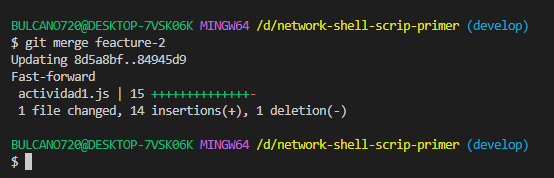 BULCANO720@DESKTOP-7VSK06K MINGW64 /d/network-shell-scrip-primer (develop)
$ git merge feacture-2
Updating 8d5a8bf..84945d9
Fast-forward
 actividad1.js | 15 ++++++++++++++-
 1 file changed, 14 insertions(+), 1 deletion(-)
BULCANO720@DESKTOP-7VSK06K MINGW64 /d/network-shell-scrip-primer (develop)
$